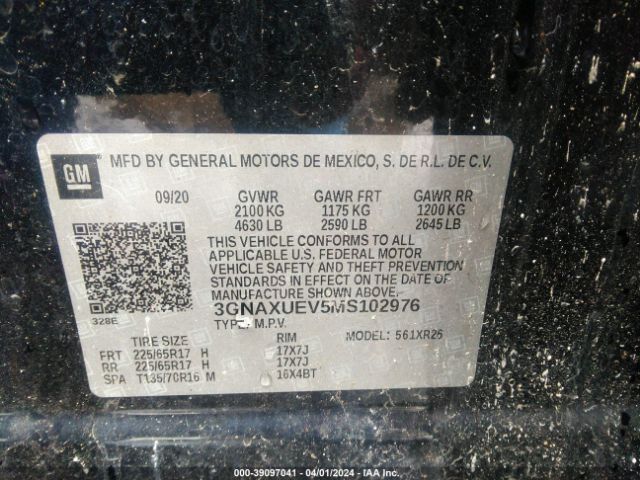 GM MFD BY GENERAL MOTORS DE MEXICO, S. DE R.L. DE C.V.
09/20 GVWR GAWR FRT GAWR RR
2100 KG 1175 KG 1200 KG
4630 LB 2590 LB 2645 LB
THIS VEHICLE CONFORMS TO ALL
APPLICABLE U.S. FEDERAL MOTOR
VEHICLE SAFETY AND THEFT PREVENTION
STANDARDS IN EFFECT ON THE DATE OF
MANUFACTURE SHOWN ABOVE.
3GNAXUEV5MS102976
328E TYPE: M.P.V. MODEL: 561XR26
TIRE SIZE RIM
FRT 225/65R17 H 17X7J
RR 225/65R17 H 17X7J
SPA T135/70R16 M 16X4BT
0-39097041 / 04/01/2024 - IAA Inc.